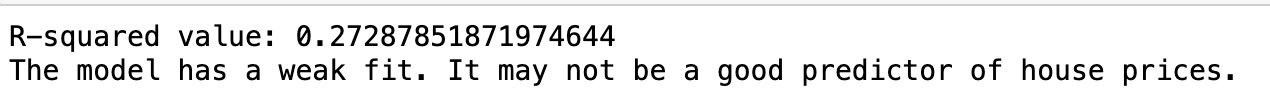 R-squared value: 0.27287851871974644
The model has a weak fit. It may not be a good predictor of house prices.